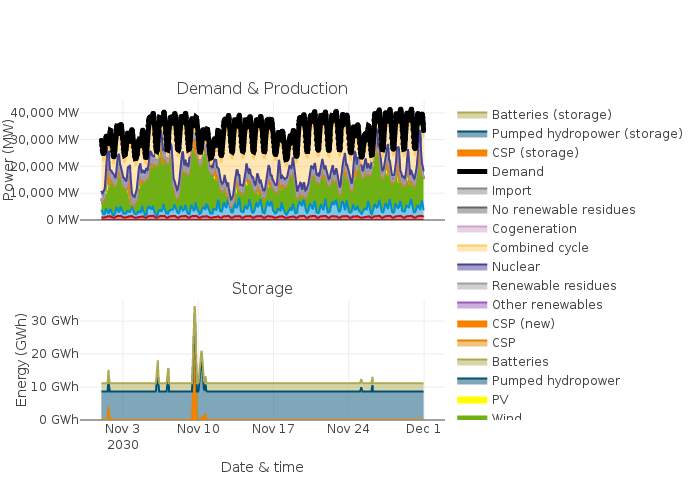 Demand & Production
Power (MW)
40,000 MW
30,000 MW
20,000 MW
10,000 MW
0 MW
Storage
Energy (GWh)
30 GWh
20 GWh
10 GWh
0 GWh
Nov 3
2030
Nov 10
Nov 17
Nov 24
Dec 1
Date & time
Batteries (storage)
Pumped hydropower (storage)
CSP (storage)
Demand
Import
No renewable residues
Cogeneration
Combined cycle
Nuclear
Renewable residues
Other renewables
CSP (new)
CSP
Batteries
Pumped hydropower
PV
Wind